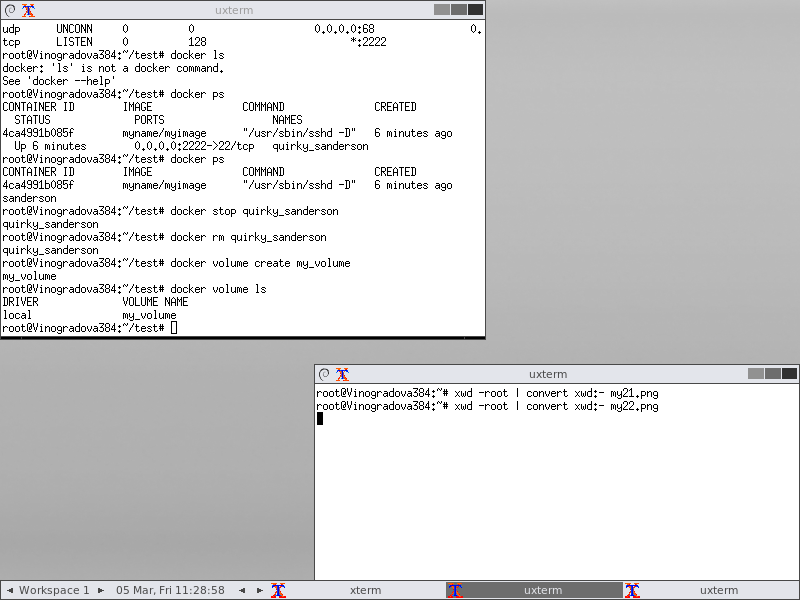 uxterm
udp      UNCONN     0          0                    0.0.0.0:68                0.
tcp      LISTEN     0          128                        *:2222
root@Vinogradova384:~/test# docker ls
docker: 'ls' is not a docker command.
See 'docker --help'
root@Vinogradova384:~/test# docker ps
CONTAINER ID        IMAGE               COMMAND               CREATED
  STATUS              PORTS                  NAMES
4ca4991b085f        myname/myimage      "/usr/sbin/sshd -D"   6 minutes ago
  Up 6 minutes        0.0.0.0:2222->22/tcp   quirky_sanderson
root@Vinogradova384:~/test# docker ps
CONTAINER ID        IMAGE               COMMAND               CREATED
4ca4991b085f        myname/myimage      "/usr/sbin/sshd -D"   6 minutes ago
sanderson
root@Vinogradova384:~/test# docker stop quirky_sanderson
quirky_sanderson
root@Vinogradova384:~/test# docker rm quirky_sanderson
quirky_sanderson
root@Vinogradova384:~/test# docker volume create my_volume
my_volume
root@Vinogradova384:~/test# docker volume ls
DRIVER              VOLUME NAME
local               my_volume
root@Vinogradova384:~/test#
uxterm
root@Vinogradova384:~# xwd -root | convert xwd:- my21.png
root@Vinogradova384:~# xwd -root | convert xwd:- my22.png
Workspace 1 05 Mar, Fri 11:28:58 xterm uxterm uxterm